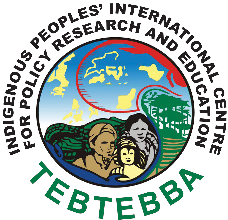 INDIGENOUS PEOPLES' INTERNATIONAL CENTRE
FOR POLICY RESEARCH AND EDUCATION
TEBTEBBA